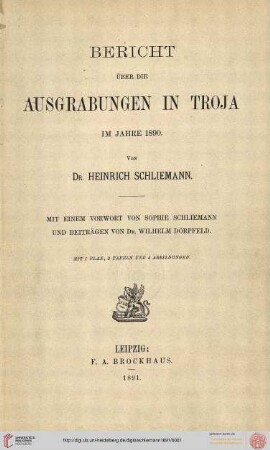 BERICHT
ÜBER DIE
AUSGRABUNGEN IN TROJA
IM JAHRE 1890.
VON
DR. HEINRICH SCHLIEMANN.
MIT EINEM VORWORT VON SOPHIE SCHLIEMANN
UND BEITRÄGEN VON DR. WILHELM DÖRPFELD.
MIT 1 PLAN, 2 TAFELN UND 4 ABBILDUNGEN.
LEIPZIG:
F. A. BROCKHAUS.
1891.